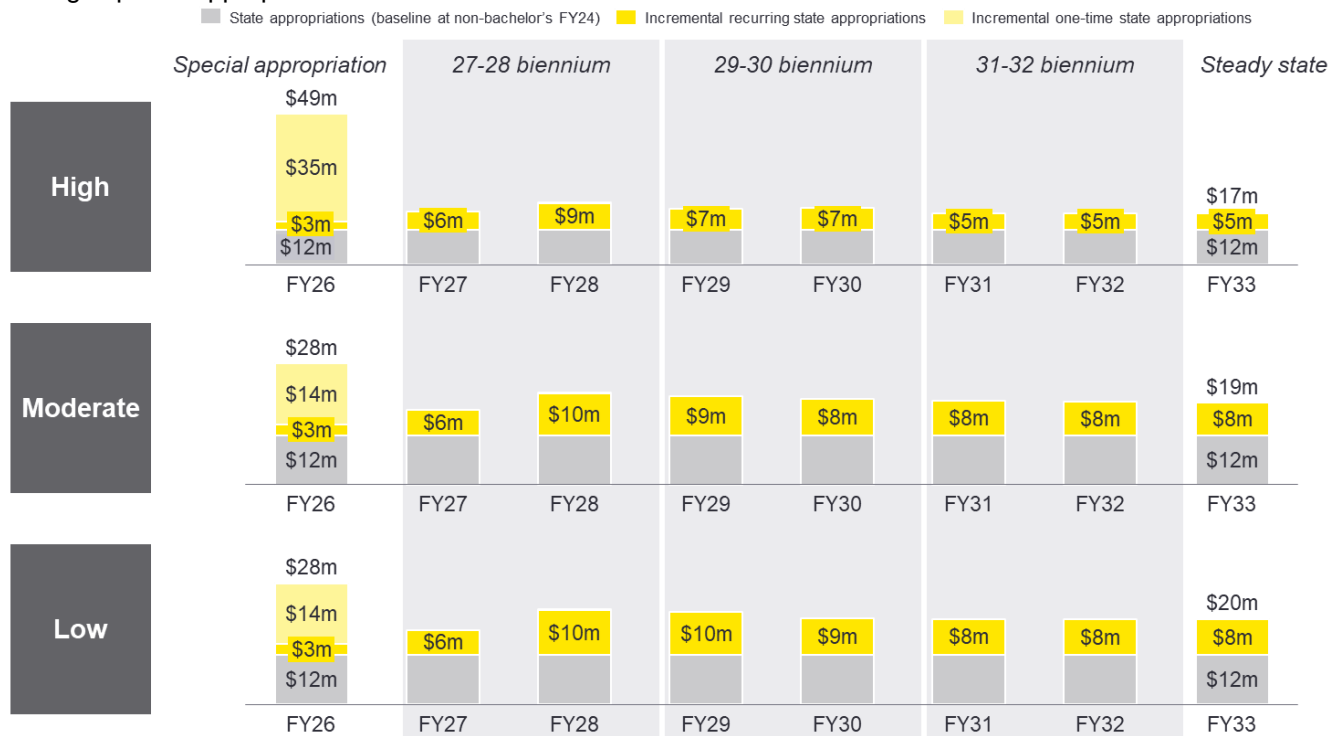 State appropriations (baseline at non-bachelor's FY24) Incremental recurring state appropriations Incremental one-time state appropriations
Special appropriation 27-28 biennium 29-30 biennium 31-32 biennium Steady state
High
$49m
$35m
$3m $6m $9m $7m $7m $5m $5m $17m
$5m
$12m $12m
FY26 FY27 FY28 FY29 FY30 FY31 FY32 FY33
Moderate
$28m
$14m
$3m $6m $10m $9m $8m $8m $8m $19m
$8m
$12m $12m
FY26 FY27 FY28 FY29 FY30 FY31 FY32 FY33
Low
$28m
$14m
$3m $6m $10m $10m $9m $8m $8m $20m
$8m
$12m $12m
FY26 FY27 FY28 FY29 FY30 FY31 FY32 FY33